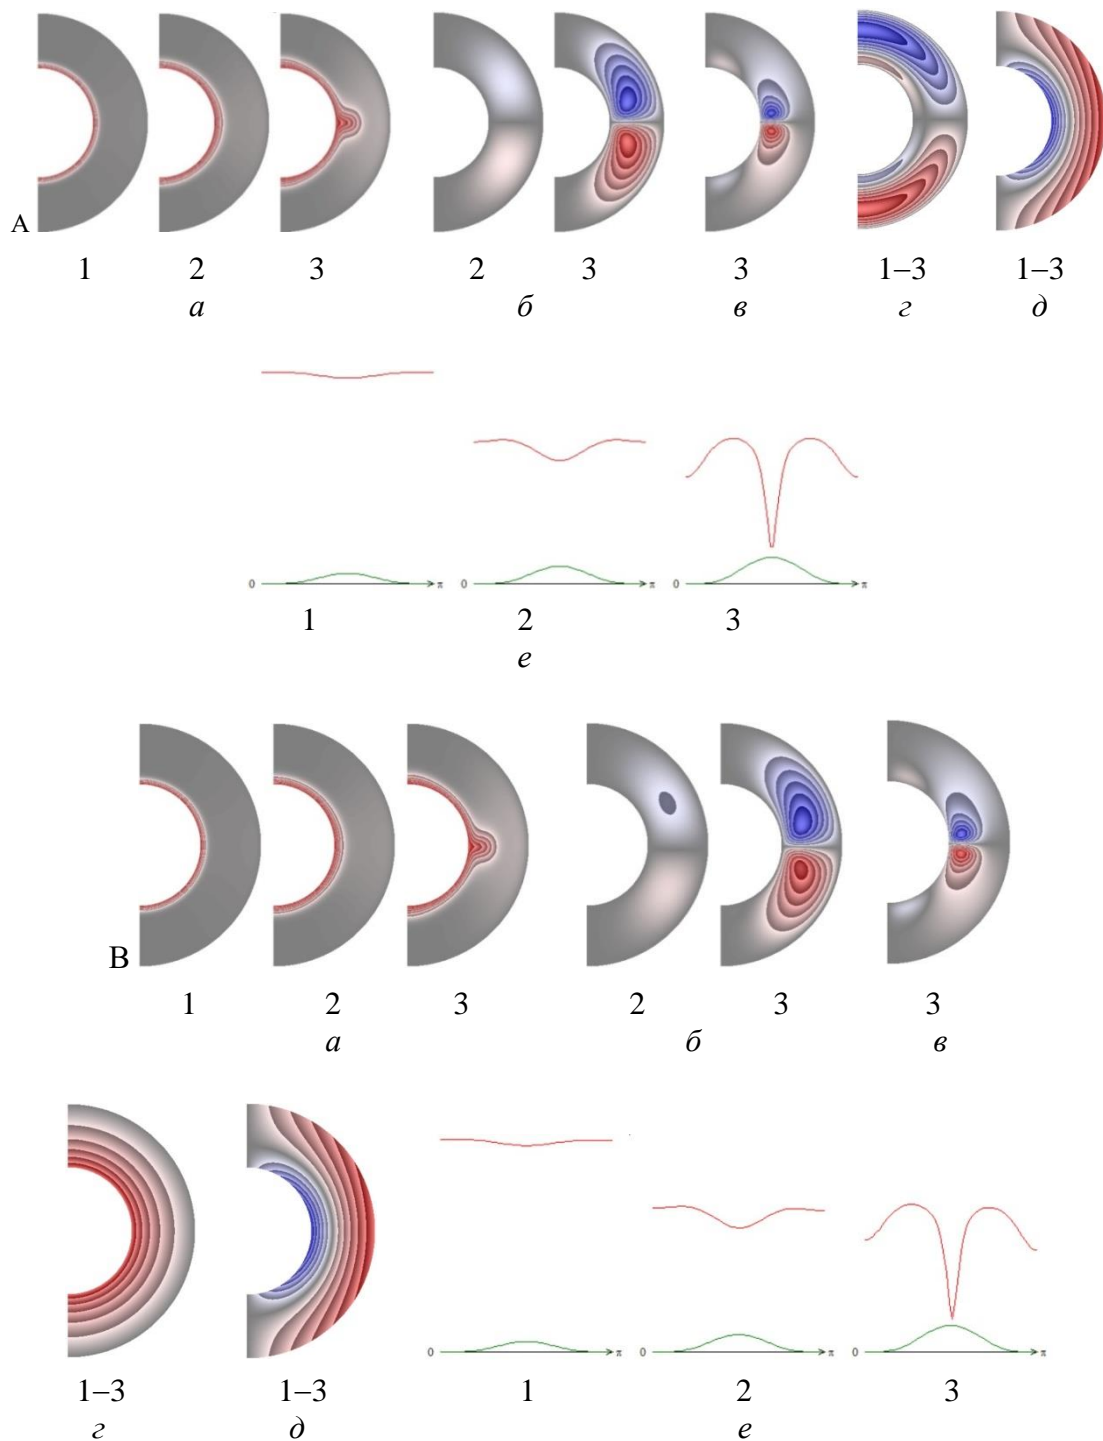 А
1 2 3 2 3 3 1–3 1–3
а б в г д
0 π 0 π 0 π
1 2 3
е
В
1 2 3 2 3 3
а б в
0 π 0 π 0 π
1–3 1–3 1 2 3
г д е